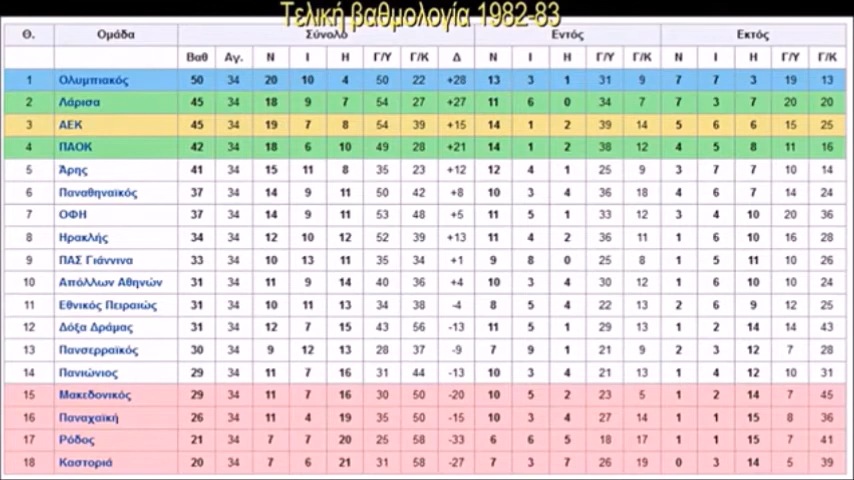 Τελική βαθμολογία 1982-83
Θ. Ομάδα Σύνολο Εντός Εκτός
Βαθ Αγ. Ν Ι Η Γ/Υ Γ/Κ Δ Ν Ι Η Γ/Υ Γ/Κ Ν Ι Η Γ/Υ Γ/Κ
1 Ολυμπιακός 50 34 20 10 4 50 22 +28 13 3 1 31 9 7 7 3 19 13
2 Λάρισα 45 34 18 9 7 54 27 +27 11 6 0 34 7 7 3 7 20 20
3 ΑΕΚ 45 34 19 7 8 54 39 +15 14 1 2 39 14 5 6 6 15 25
4 ΠΑΟΚ 42 34 18 6 10 49 28 +21 14 1 2 38 12 4 5 8 11 16
5 Άρης 41 34 15 11 8 35 23 +12 12 4 1 25 9 3 7 7 10 14
6 Παναθηναϊκός 37 34 14 9 11 50 42 +8 10 3 4 36 18 4 6 7 14 24
7 ΟΦΗ 37 34 14 9 11 53 48 +5 11 5 1 33 12 3 4 10 20 36
8 Ηρακλής 34 34 12 10 12 52 39 +13 11 4 2 36 11 1 6 10 16 28
9 ΠΑΣ Γιάννινα 33 34 10 13 11 35 34 +1 9 8 0 25 8 1 5 11 10 26
10 Απόλλων Αθηνών 31 34 11 9 14 40 36 +4 10 3 4 30 12 1 6 10 10 24
11 Εθνικός Πειραιώς 31 34 10 11 13 34 38 -4 8 5 4 22 13 2 6 9 12 25
12 Δόξα Δράμας 31 34 12 7 15 43 56 -13 11 5 1 29 13 1 2 14 14 43
13 Πανσερραϊκός 30 34 9 12 13 28 37 -9 7 9 1 21 9 2 3 12 7 28
14 Πανιώνιος 29 34 11 7 16 31 44 -13 10 3 4 21 13 1 4 12 10 31
15 Μακεδονικός 29 34 11 7 16 30 50 -20 10 5 2 23 5 1 2 14 7 45
16 Παναχαϊκή 26 34 11 4 19 35 50 -15 10 3 4 27 14 1 1 15 8 36
17 Ρόδος 21 34 7 7 20 25 58 -33 6 6 5 18 17 1 1 15 7 41
18 Καστοριά 20 34 7 6 21 31 58 -27 7 3 7 26 19 0 3 14 5 39